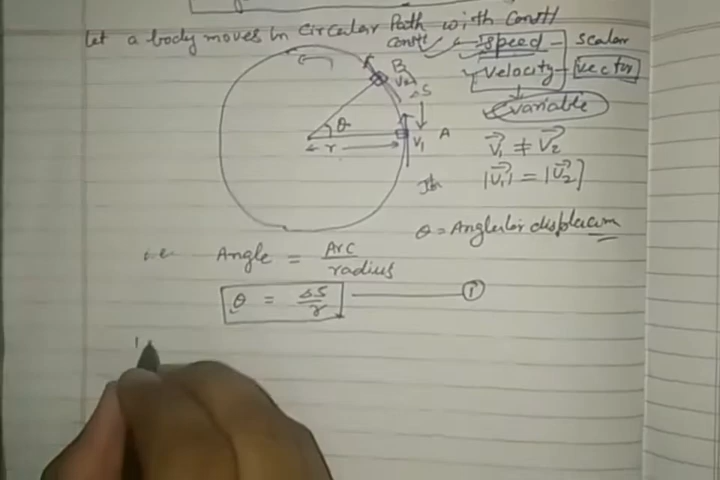 let a body moves in circular Path with Constt
Constt speed - scalar
Velocity - vector
variable
B
V₂
ΔS
θ
r
A
V₁
V₁ ≠ V₂
|V₁| = |V₂|
θ = Angular displacem
i.e. Angle = Arc / radius
θ = ΔS / r ——— ①